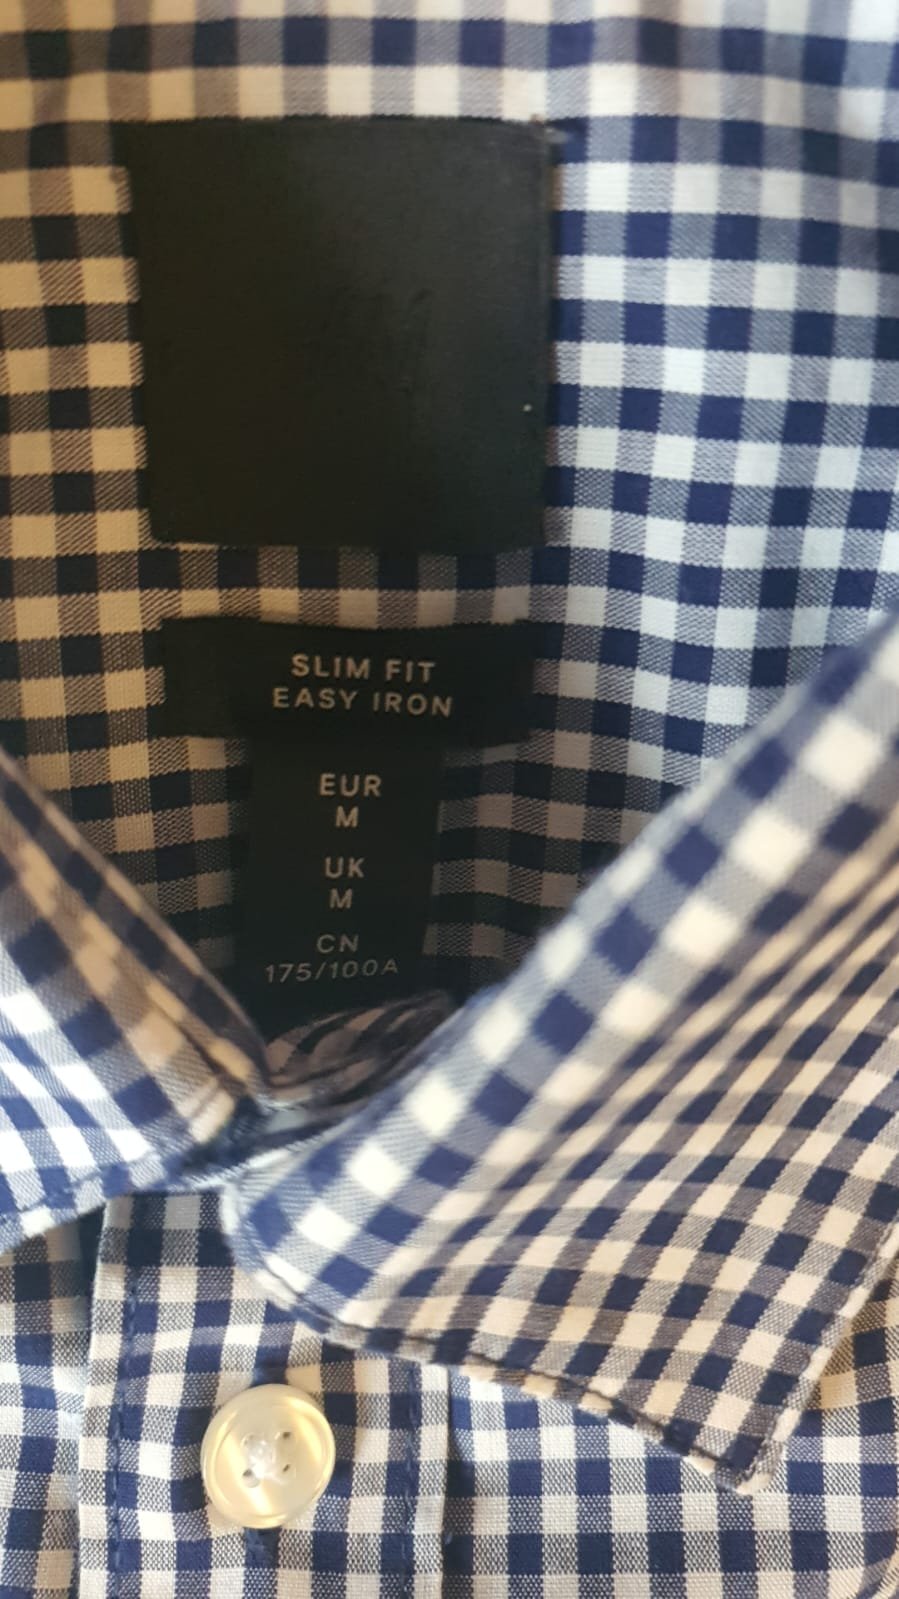 SLIM FIT
EASY IRON
EUR
M
UK
M
CN
175/100A